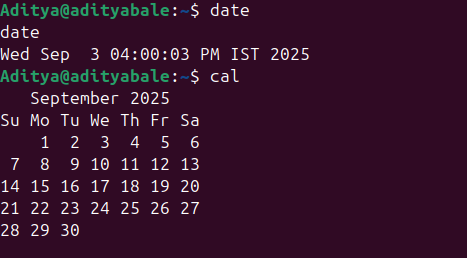 Aditya@adityabale:~$ date
date
Wed Sep  3 04:00:03 PM IST 2025
Aditya@adityabale:~$ cal
   September 2025
Su Mo Tu We Th Fr Sa
    1  2  3  4  5  6
 7  8  9 10 11 12 13
14 15 16 17 18 19 20
21 22 23 24 25 26 27
28 29 30